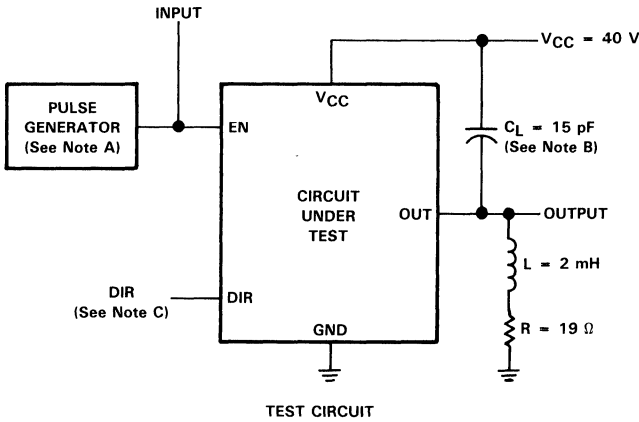 INPUT
VCC = 40 V
PULSE
GENERATOR
(See Note A)
VCC
EN
CL = 15 pF
(See Note B)
CIRCUIT
UNDER
TEST
OUT
OUTPUT
L = 2 mH
DIR
(See Note C)
DIR
R = 19 Ω
GND
TEST CIRCUIT